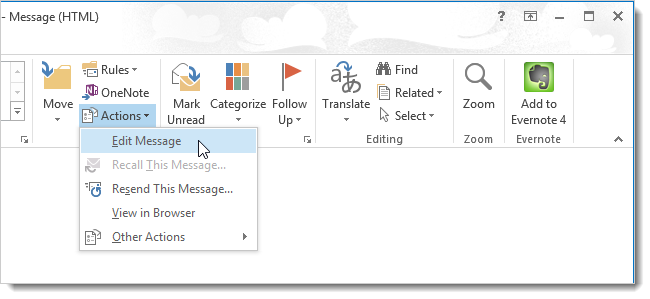 - Message (HTML)
?
Rules
OneNote
Actions
Move
Mark
Unread
Categorize
Follow
Up
Translate
Find
Related
Select
Editing
Zoom
Zoom
Add to
Evernote 4
Evernote
Edit Message
Recall This Message...
Resend This Message...
View in Browser
Other Actions